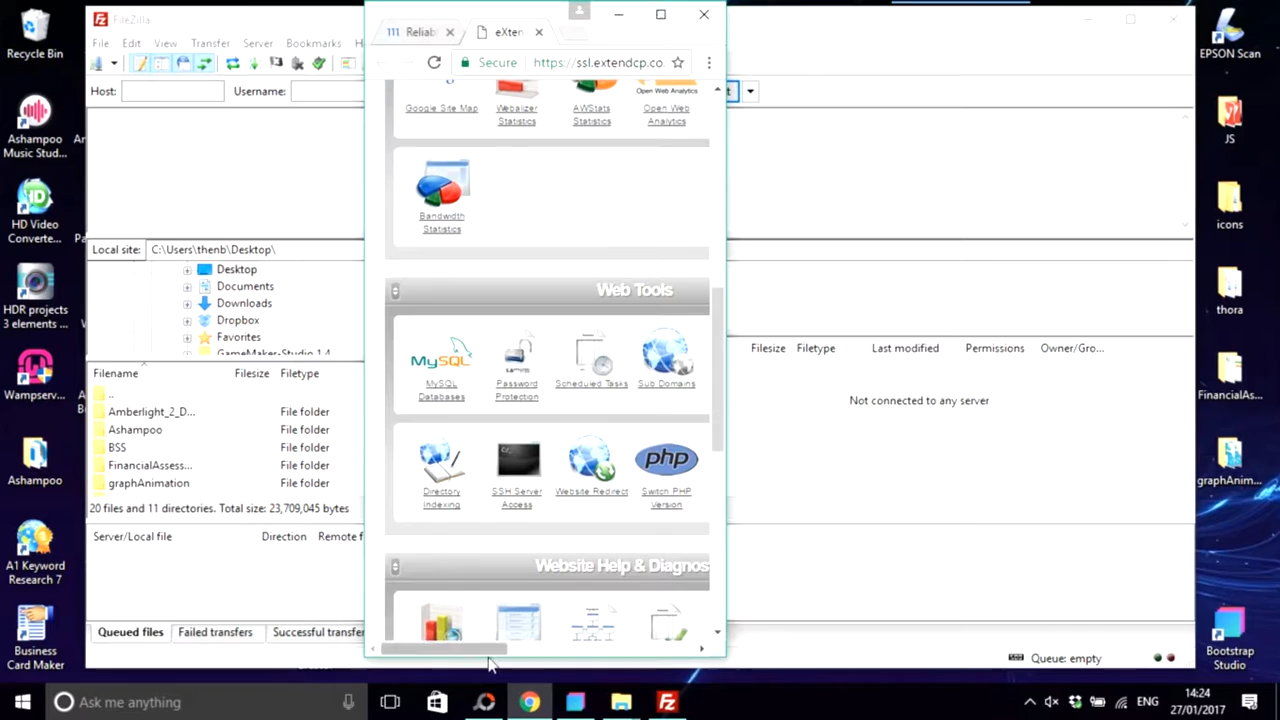 Recycle Bin
Ashampoo
Music Stud...
HD Video
Converte...
HDR projects
3 elements ...
Wampserv...
Ashampoo
A1 Keyword
Research 7
Business
Card Maker
FileZilla
File Edit View Transfer Server Bookmarks
Host: Username:
Local site: C:\Users\thenb\Desktop\
Desktop
Documents
Downloads
Dropbox
Favorites
GameMaker-Studio 1.4
Filename Filesize Filetype
..
Amberlight_2_D... File folder
Ashampoo File folder
BSS File folder
FinancialAssess... File folder
graphAnimation File folder
20 files and 11 directories. Total size: 23,709,045 bytes
Server/Local file Direction Remote f
Queued files Failed transfers Successful transfer
111 Reliab
eXten
Secure https://ssl.extendcp.co.
Google Site Map
Webalizer
Statistics
AWStats
Statistics
Open Web Analytics
Open Web
Analytics
Bandwidth
Statistics
Web Tools
MySQL
MySQL
Databases
Password
Protection
Scheduled Tasks
Sub Domains
Directory
Indexing
SSH Server
Access
Website Redirect
php
Switch PHP
Version
Website Help & Diagnos
Filesize Filetype Last modified Permissions Owner/Gro...
Not connected to any server
Queue: empty
EPSON Scan
JS
icons
thora
FinancialAs...
graphAnim...
Bootstrap
Studio
Ask me anything
ENG
14:24
27/01/2017